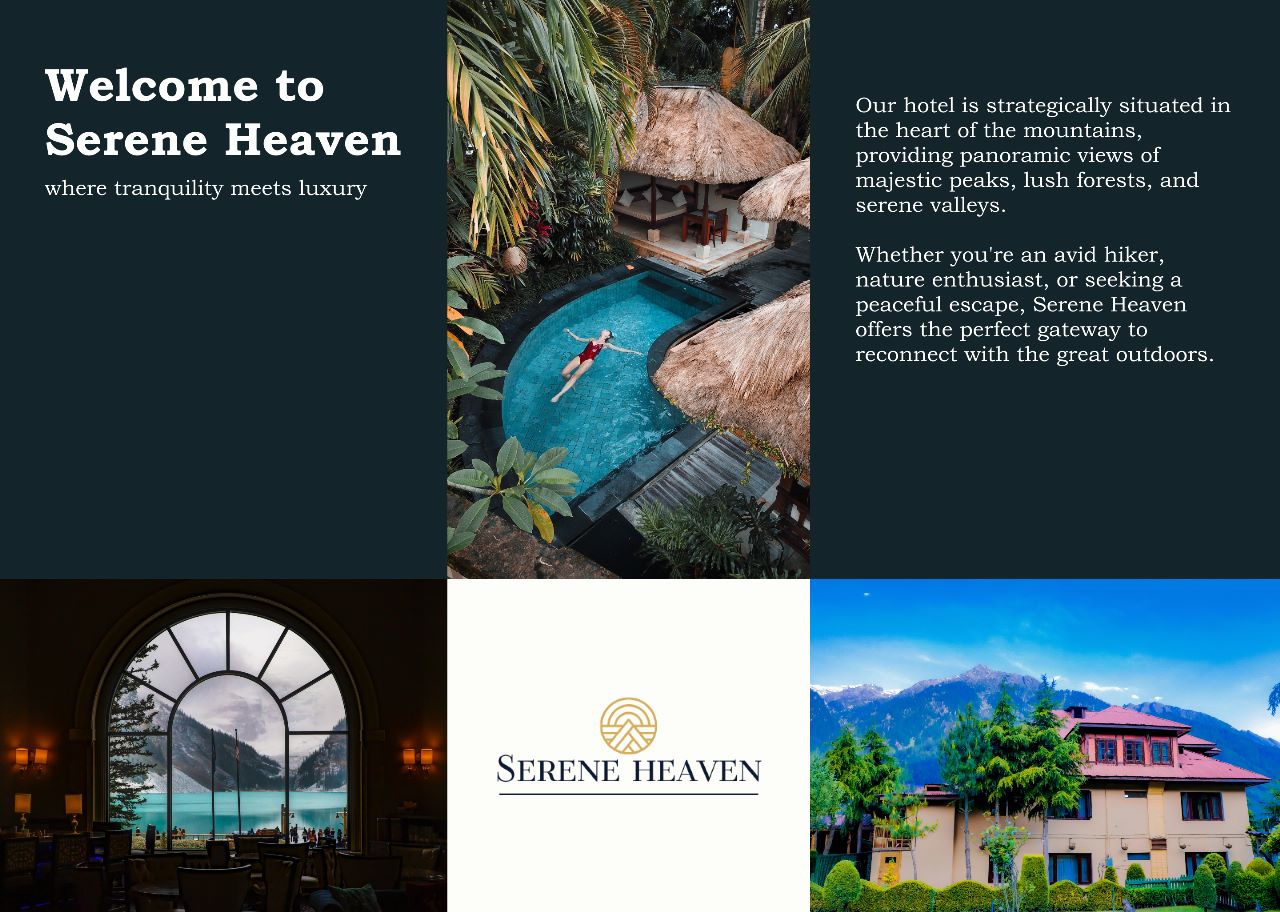 Welcome to
Serene Heaven
where tranquility meets luxury
Our hotel is strategically situated in
the heart of the mountains,
providing panoramic views of
majestic peaks, lush forests, and
serene valleys.
Whether you're an avid hiker,
nature enthusiast, or seeking a
peaceful escape, Serene Heaven
offers the perfect gateway to
reconnect with the great outdoors.
SERENE HEAVEN